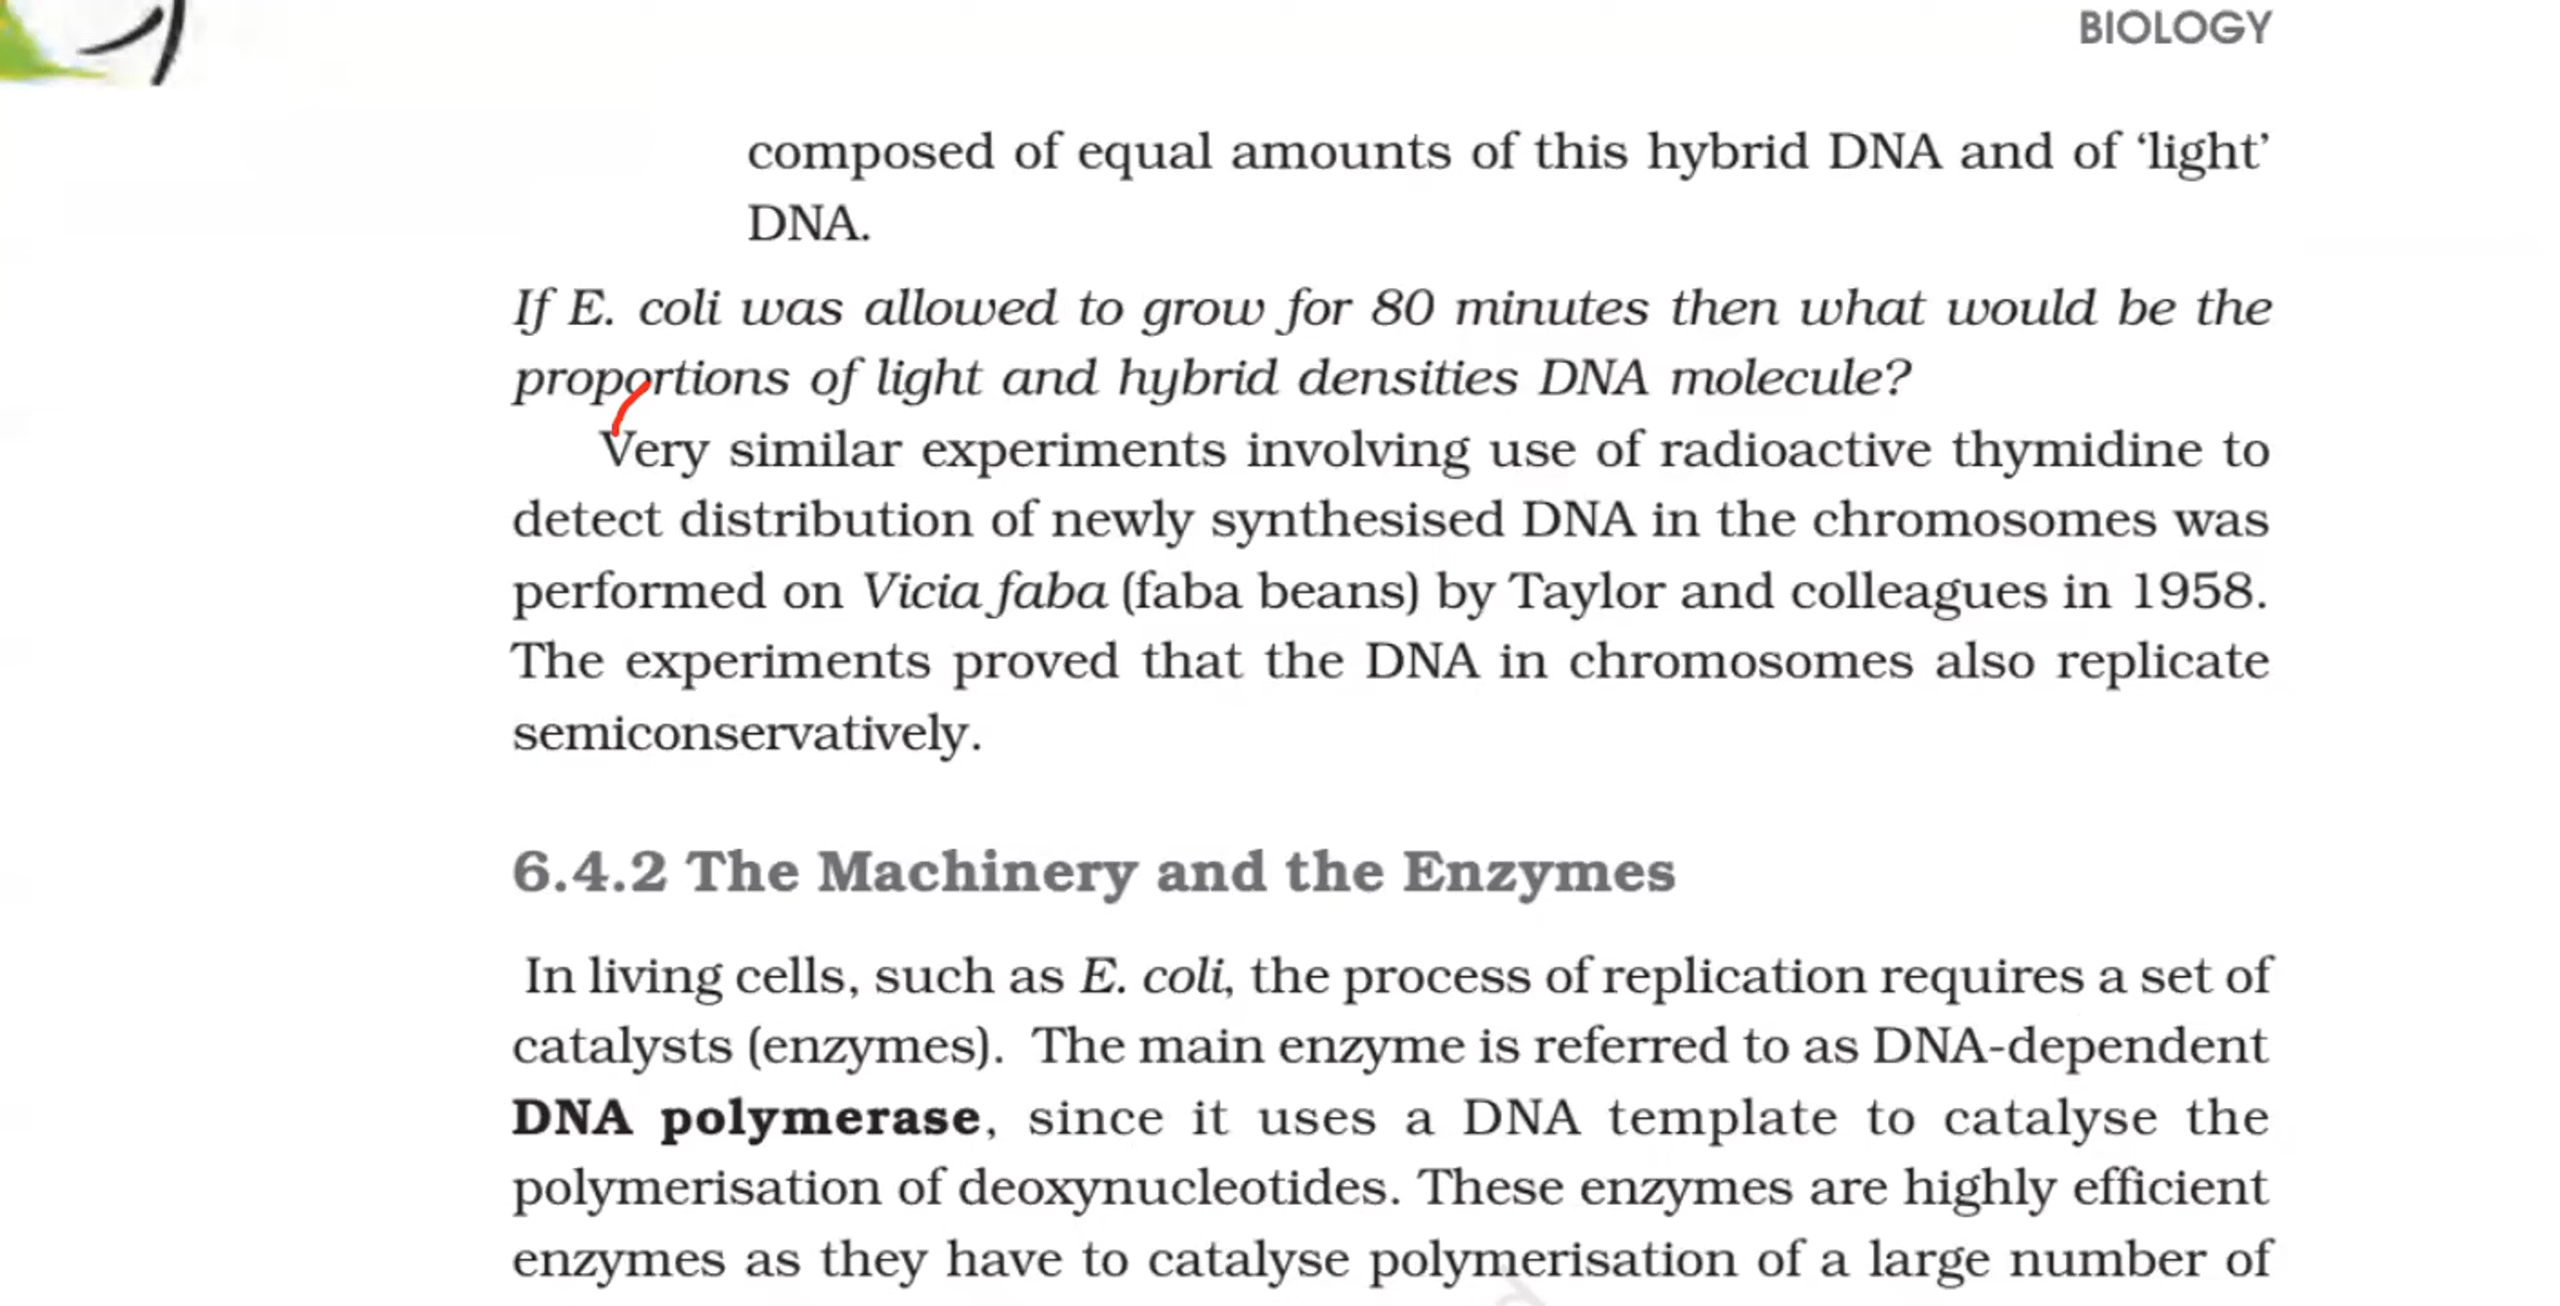 BIOLOGY
composed of equal amounts of this hybrid DNA and of ‘light’
DNA.
If E. coli was allowed to grow for 80 minutes then what would be the
proportions of light and hybrid densities DNA molecule?
Very similar experiments involving use of radioactive thymidine to
detect distribution of newly synthesised DNA in the chromosomes was
performed on Vicia faba (faba beans) by Taylor and colleagues in 1958.
The experiments proved that the DNA in chromosomes also replicate
semiconservatively.
6.4.2 The Machinery and the Enzymes
In living cells, such as E. coli, the process of replication requires a set of
catalysts (enzymes). The main enzyme is referred to as DNA-dependent
DNA polymerase, since it uses a DNA template to catalyse the
polymerisation of deoxynucleotides. These enzymes are highly efficient
enzymes as they have to catalyse polymerisation of a large number of